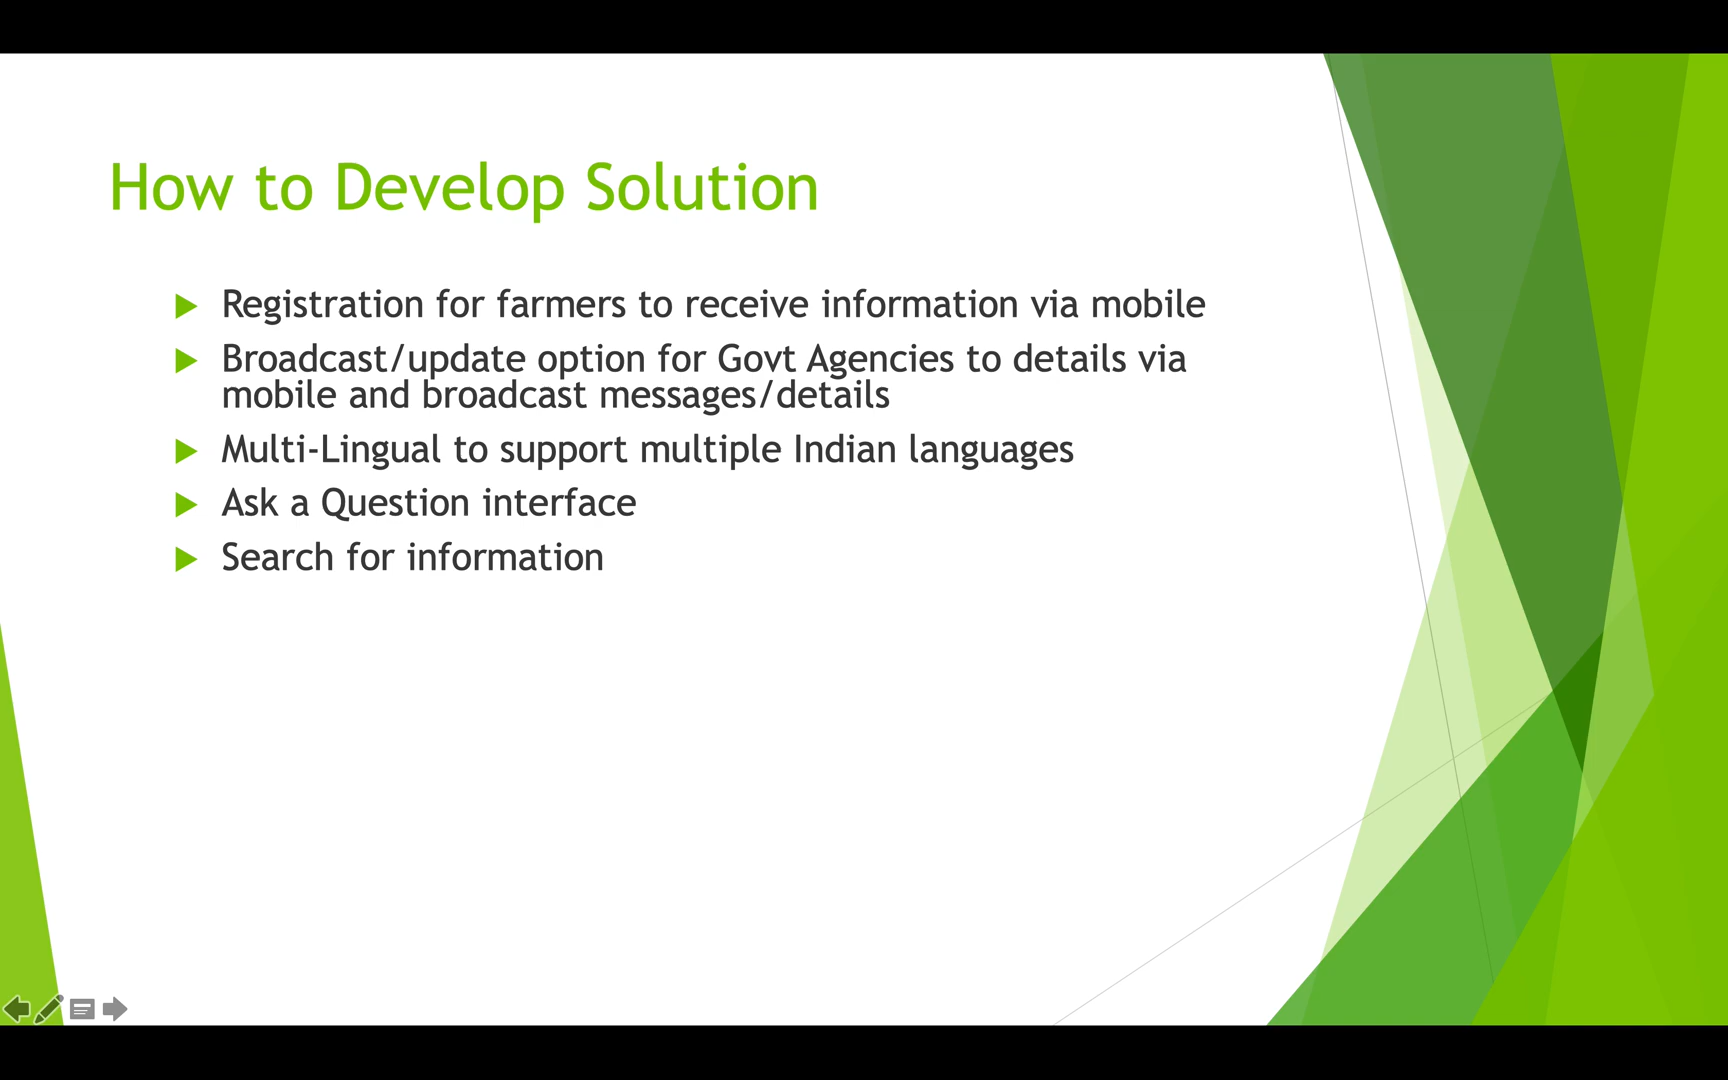 How to Develop Solution
Registration for farmers to receive information via mobile
Broadcast/update option for Govt Agencies to details via
mobile and broadcast messages/details
Multi-Lingual to support multiple Indian languages
Ask a Question interface
Search for information